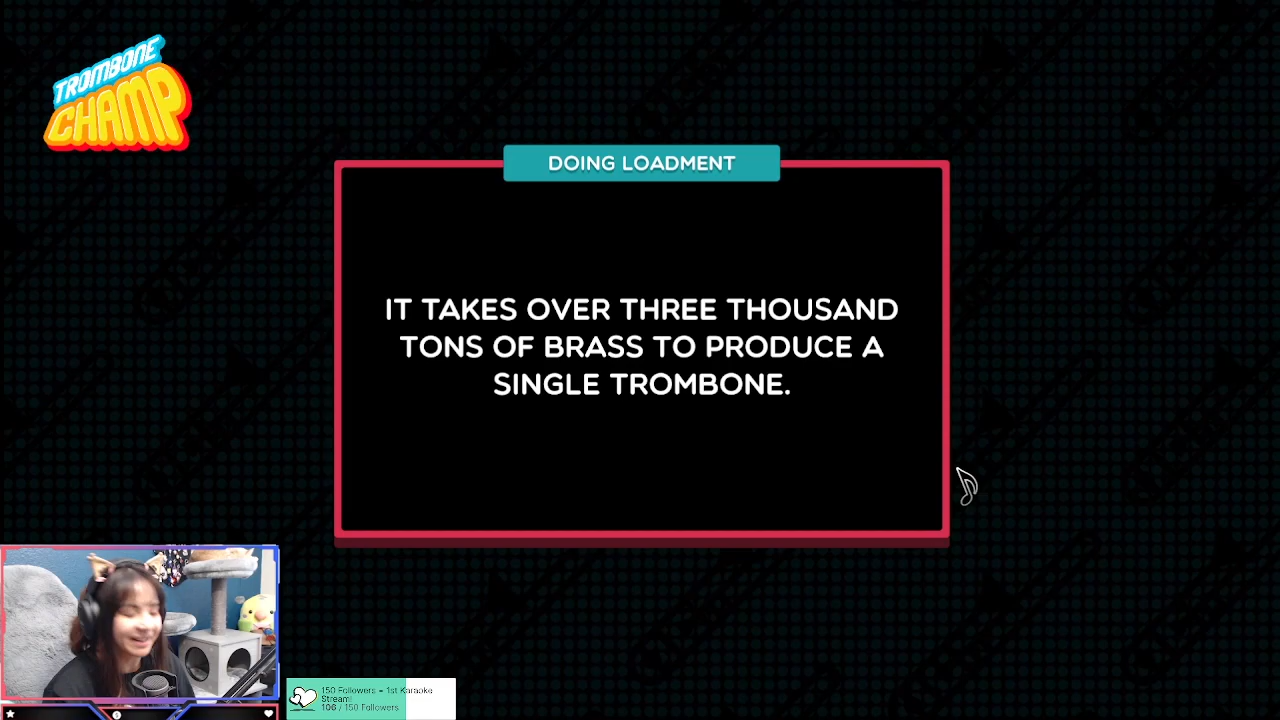 TROMBONE
CHAMP
DOING LOADMENT
IT TAKES OVER THREE THOUSAND
TONS OF BRASS TO PRODUCE A
SINGLE TROMBONE.
150 Followers = 1st Karaoke
Stream!
106 / 150 Followers